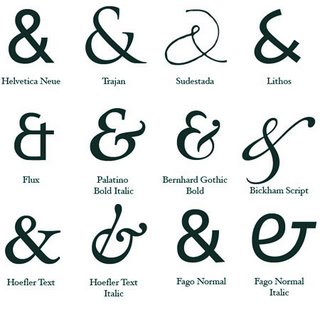 & & & &
Helvetica Neue Trajan Sudestada Lithos
& & & &
Flux Palatino Bernhard Gothic Bickham Script
Bold Italic Bold
& & & &
Hoefler Text Hoefler Text Fago Normal Fago Normal
Italic Italic